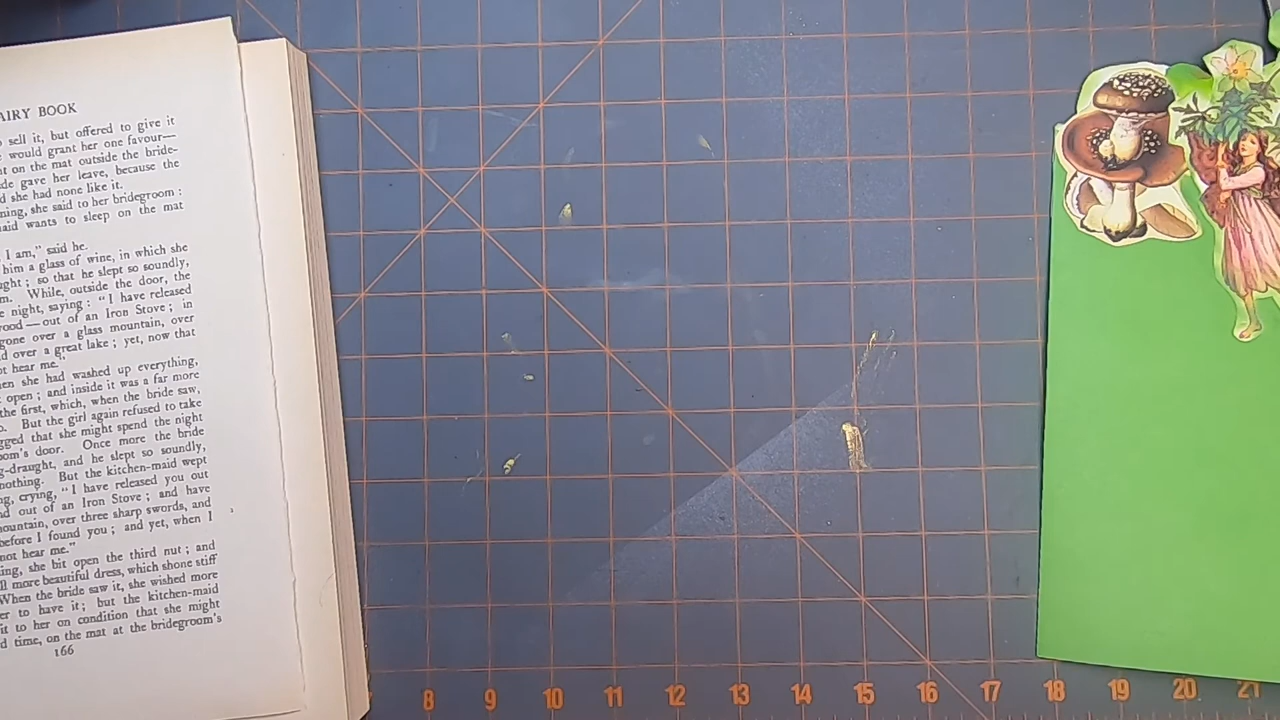 AIRY BOOK
sell it, but offered to give it
would grant her one favour—
on the mat outside the bride-
gave her leave, because the
she had none like it.
she said to her bridegroom :
wants to sleep on the mat
I am," said he.
him a glass of wine, in which she
; so that he slept so soundly,
While, outside the door, the
night, saying : " I have released
— out of an Iron Stove ; in
gone over a glass mountain, over
over a great lake ; yet, now that
hear me."
she had washed up everything,
open ; and inside it was a far more
the first, which, when the bride saw,
But the girl again refused to take
that she might spend the night
door. Once more the bride
-draught, and he slept so soundly,
nothing. But the kitchen-maid wept
crying, " I have released you out
out of an Iron Stove ; and have
over three sharp swords, and
before I found you ; and yet, when I
not hear me."
she bit open the third nut ; and
more beautiful dress, which shone stiff
When the bride saw it, she wished more
to have it ; but the kitchen-maid
it to her on condition that she might
time, on the mat at the bridegroom's
166
8 9 10 11 12 13 14 15 16 17 18 19 20 21